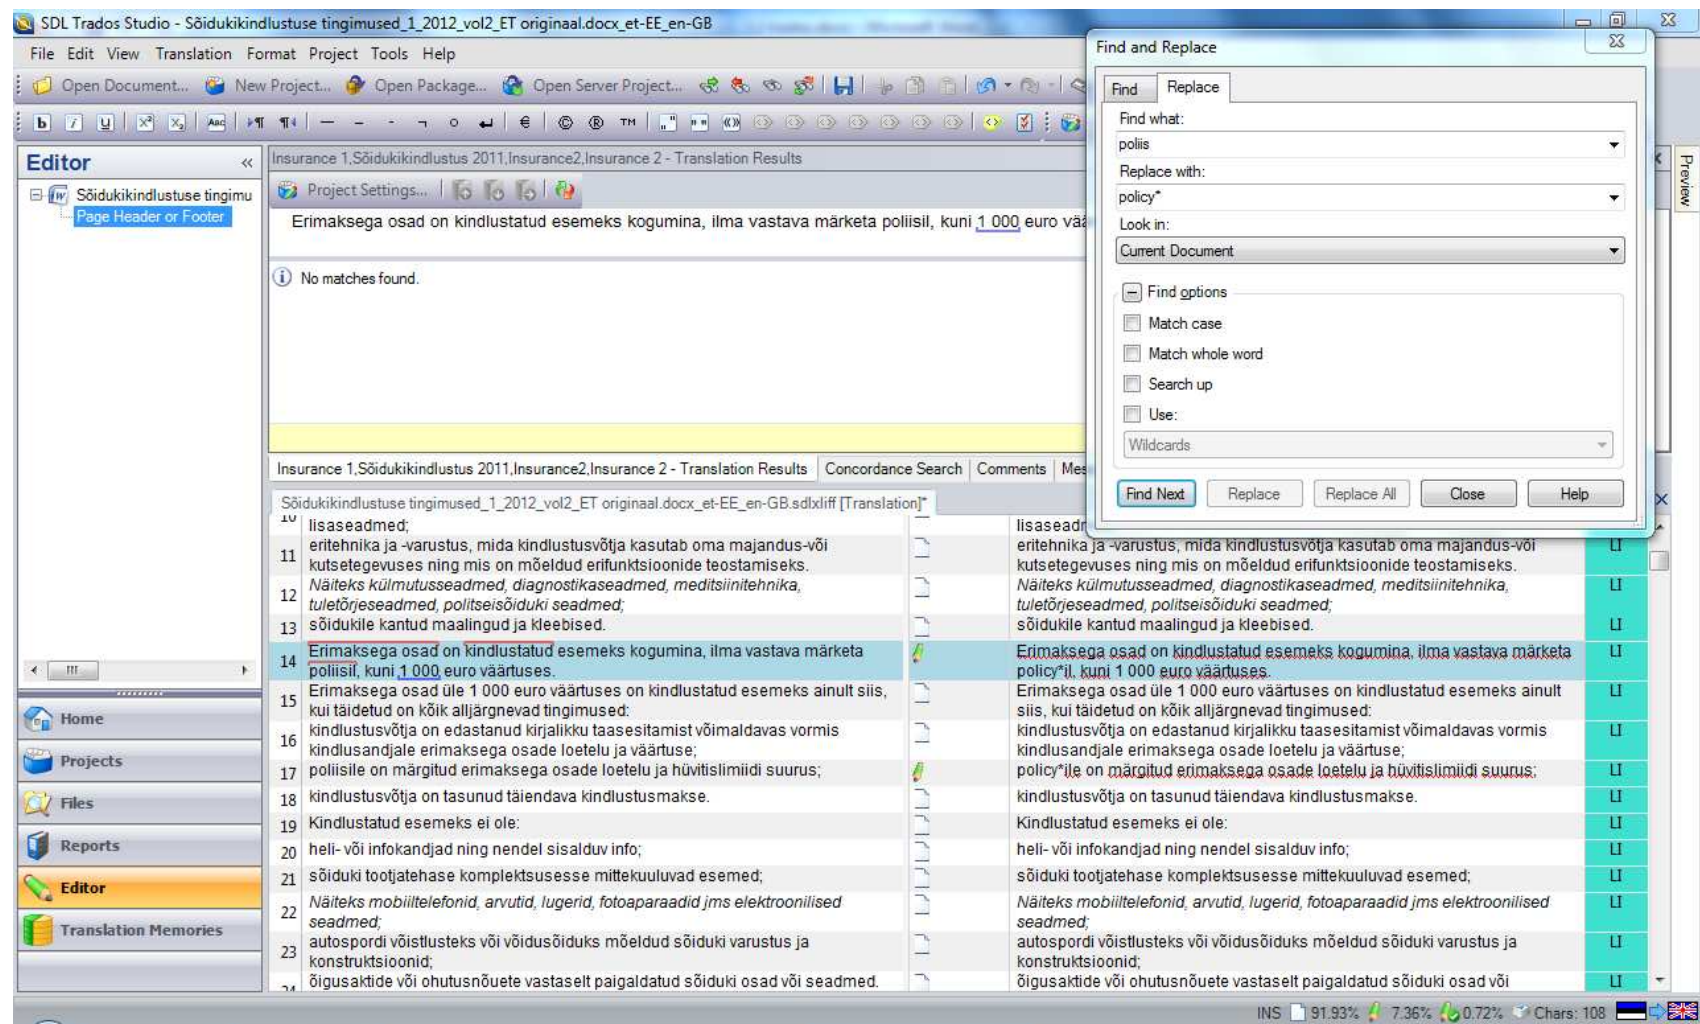 SDL Trados Studio - Sõidukikindlustuse tingimused_1_2012_vol2_ET originaal.docx_et-EE_en-GB
File Edit View Translation Format Project Tools Help
Open Document... New Project... Open Package... Open Server Project...
Editor
Sõidukikindlustuse tingimu
Page Header or Footer
Insurance 1,Sõidukikindlustus 2011,Insurance2,Insurance 2 - Translation Results
Project Settings...
Erimaksega osad on kindlustatud esemeks kogumina, ilma vastava märketa poliisil, kuni 1 000 euro vää
No matches found.
Insurance 1,Sõidukikindlustus 2011,Insurance2,Insurance 2 - Translation Results Concordance Search Comments Mes
Find and Replace
Find Replace
Find what:
poliis
Replace with:
policy*
Look in:
Current Document
Find options
Match case
Match whole word
Search up
Use:
Wildcards
Find Next Replace Replace All Close Help
Preview
Sõidukikindlustuse tingimused_1_2012_vol2_ET originaal.docx_et-EE_en-GB.sdlxliff [Translation]*
10 lisaseadmed; lisaseadm
11 eritehnika ja -varustus, mida kindlustusvõtja kasutab oma majandus-või eritehnika ja -varustus, mida kindlustusvõtja kasutab oma majandus-või LI
kutsetegevuses ning mis on mõeldud erifunktsioonide teostamiseks. kutsetegevuses ning mis on mõeldud erifunktsioonide teostamiseks.
12 Näiteks külmutusseadmed, diagnostikaseadmed, meditsiinitehnika, Näiteks külmutusseadmed, diagnostikaseadmed, meditsiinitehnika, LI
tuletõrjeseadmed, politseisõiduki seadmed; tuletõrjeseadmed, politseisõiduki seadmed;
13 sõidukile kantud maalingud ja kleebised. sõidukile kantud maalingud ja kleebised. LI
14 Erimaksega osad on kindlustatud esemeks kogumina, ilma vastava märketa Erimaksega osad on kindlustatud esemeks kogumina, ilma vastava märketa LI
poliisil, kuni 1 000 euro väärtuses. policy*il, kuni 1 000 euro väärtuses.
15 Erimaksega osad üle 1 000 euro väärtuses on kindlustatud esemeks ainult siis, Erimaksega osad üle 1 000 euro väärtuses on kindlustatud esemeks ainult LI
kui täidetud on kõik alljärgnevad tingimused: siis, kui täidetud on kõik alljärgnevad tingimused:
16 kindlustusvõtja on edastanud kirjalikku taasesitamist võimaldavas vormis kindlustusvõtja on edastanud kirjalikku taasesitamist võimaldavas vormis LI
kindlusandjale erimaksega osade loetelu ja väärtuse; kindlusandjale erimaksega osade loetelu ja väärtuse;
17 poliisile on märgitud erimaksega osade loetelu ja hüvitislimiidi suurus; policy*ile on märgitud erimaksega osade loetelu ja hüvitislimiidi suurus; LI
18 kindlustusvõtja on tasunud täiendava kindlustusmakse. kindlustusvõtja on tasunud täiendava kindlustusmakse. LI
19 Kindlustatud esemeks ei ole: Kindlustatud esemeks ei ole: LI
20 heli- või infokandjad ning nendel sisalduv info; heli- või infokandjad ning nendel sisalduv info; LI
21 sõiduki tootjatehase komplektsusesse mittekuuluvad esemed; sõiduki tootjatehase komplektsusesse mittekuuluvad esemed; LI
22 Näiteks mobiiltelefonid, arvutid, lugerid, fotoaparaadid jms elektroonilised Näiteks mobiiltelefonid, arvutid, lugerid, fotoaparaadid jms elektroonilised LI
seadmed; seadmed;
23 autospordi võistlusteks või võidusõiduks mõeldud sõiduki varustus ja autospordi võistlusteks või võidusõiduks mõeldud sõiduki varustus ja LI
konstruktsioonid; konstruktsioonid;
24 õigusaktide või ohutusnõuete vastaselt paigaldatud sõiduki osad või seadmed. õigusaktide või ohutusnõuete vastaselt paigaldatud sõiduki osad või LI
Home
Projects
Files
Reports
Editor
Translation Memories
INS 91.93% 7.36% 0.72% Chars: 108